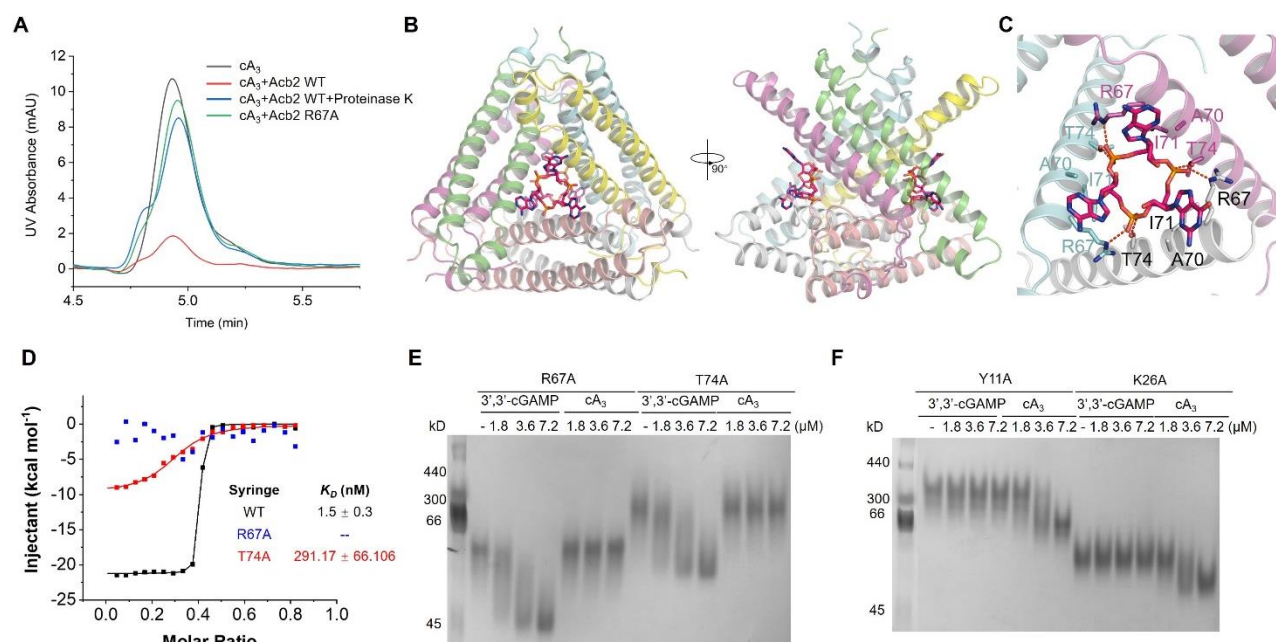 A
UV Absorbance (mAU)
12
10
8
6
4
2
0
4.5 5.0 5.5
Time (min)
cA₃
cA₃+Acb2 WT
cA₃+Acb2 WT+Proteinase K
cA₃+Acb2 R67A
B
90°
C
R67
A70
T74
I71
T74
A70
I71
R67
I71
R67
T74
A70
D
Injectant (kcal mol⁻¹)
0
-5
-10
-15
-20
-25
0.0 0.2 0.4 0.6 0.8 1.0
Molar Ratio
Syringe K_D (nM)
WT 1.5 ± 0.3
R67A --
T74A 291.17 ± 66.106
E
R67A T74A
3',3'-cGAMP cA₃ 3',3'-cGAMP cA₃
kD - 1.8 3.6 7.2 1.8 3.6 7.2 - 1.8 3.6 7.2 1.8 3.6 7.2 (μM)
440
300
66
45
F
Y11A K26A
3',3'-cGAMP cA₃ 3',3'-cGAMP cA₃
kD - 1.8 3.6 7.2 1.8 3.6 7.2 - 1.8 3.6 7.2 1.8 3.6 7.2 (μM)
440
300
66
45